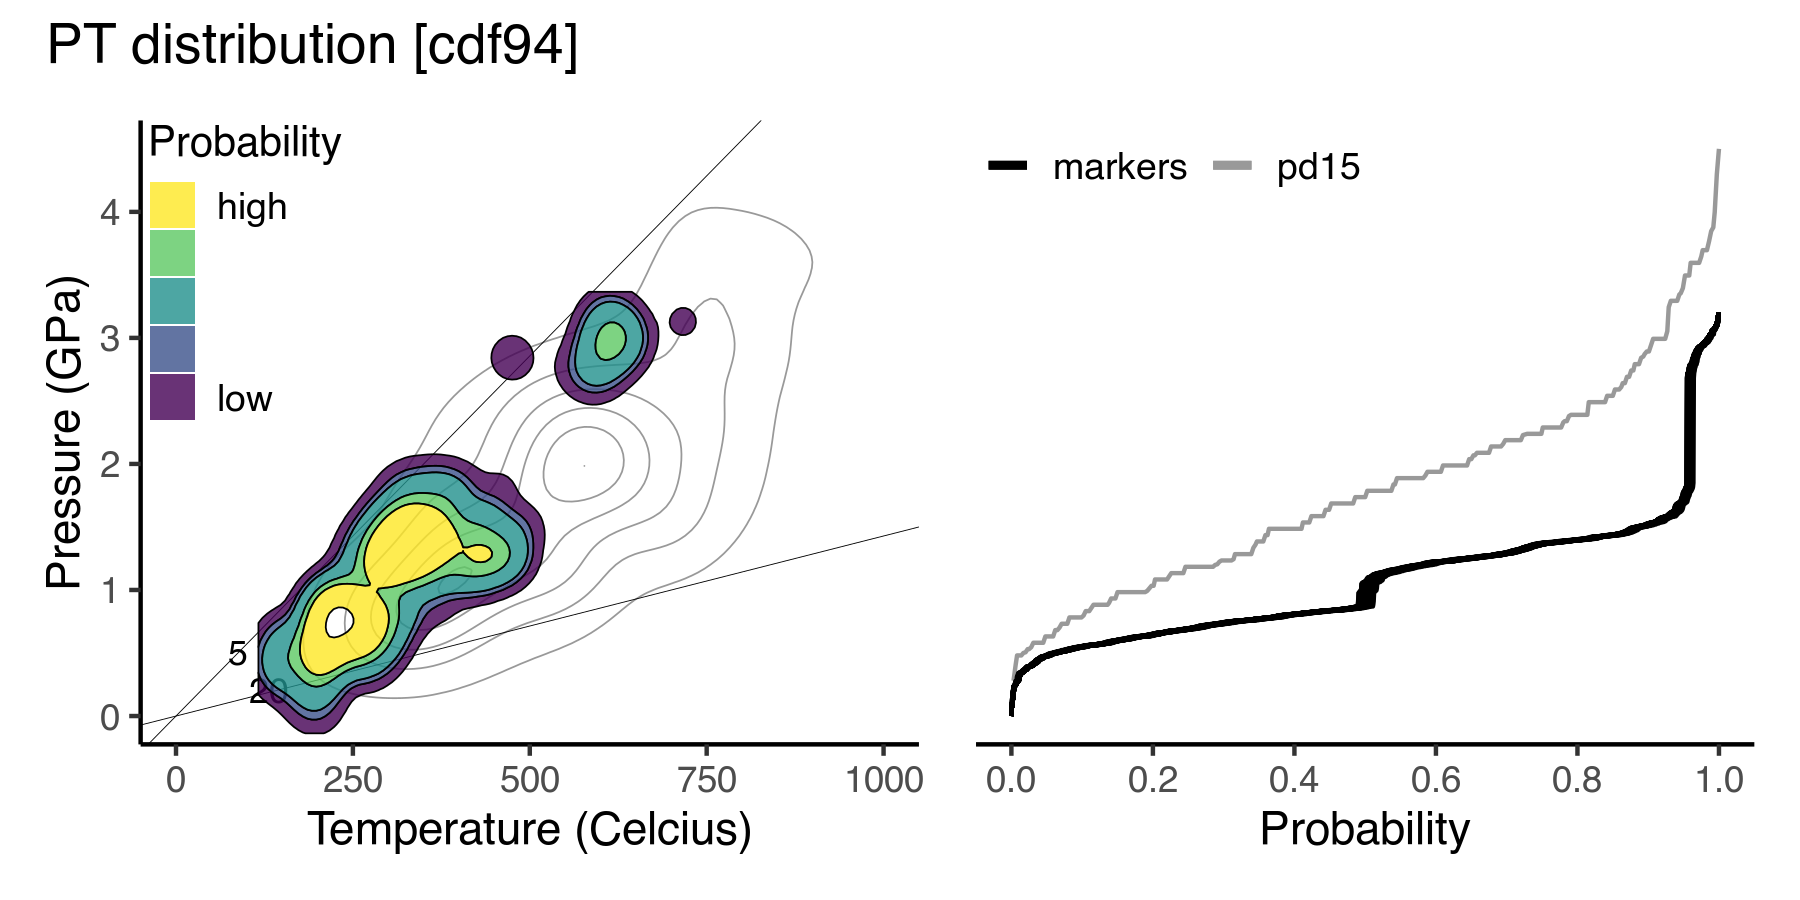 PT distribution [cdf94]
Probability
high
low
Pressure (GPa)
4
3
2
1
0
5
20
0 250 500 750 1000
Temperature (Celcius)
markers pd15
0.0 0.2 0.4 0.6 0.8 1.0
Probability